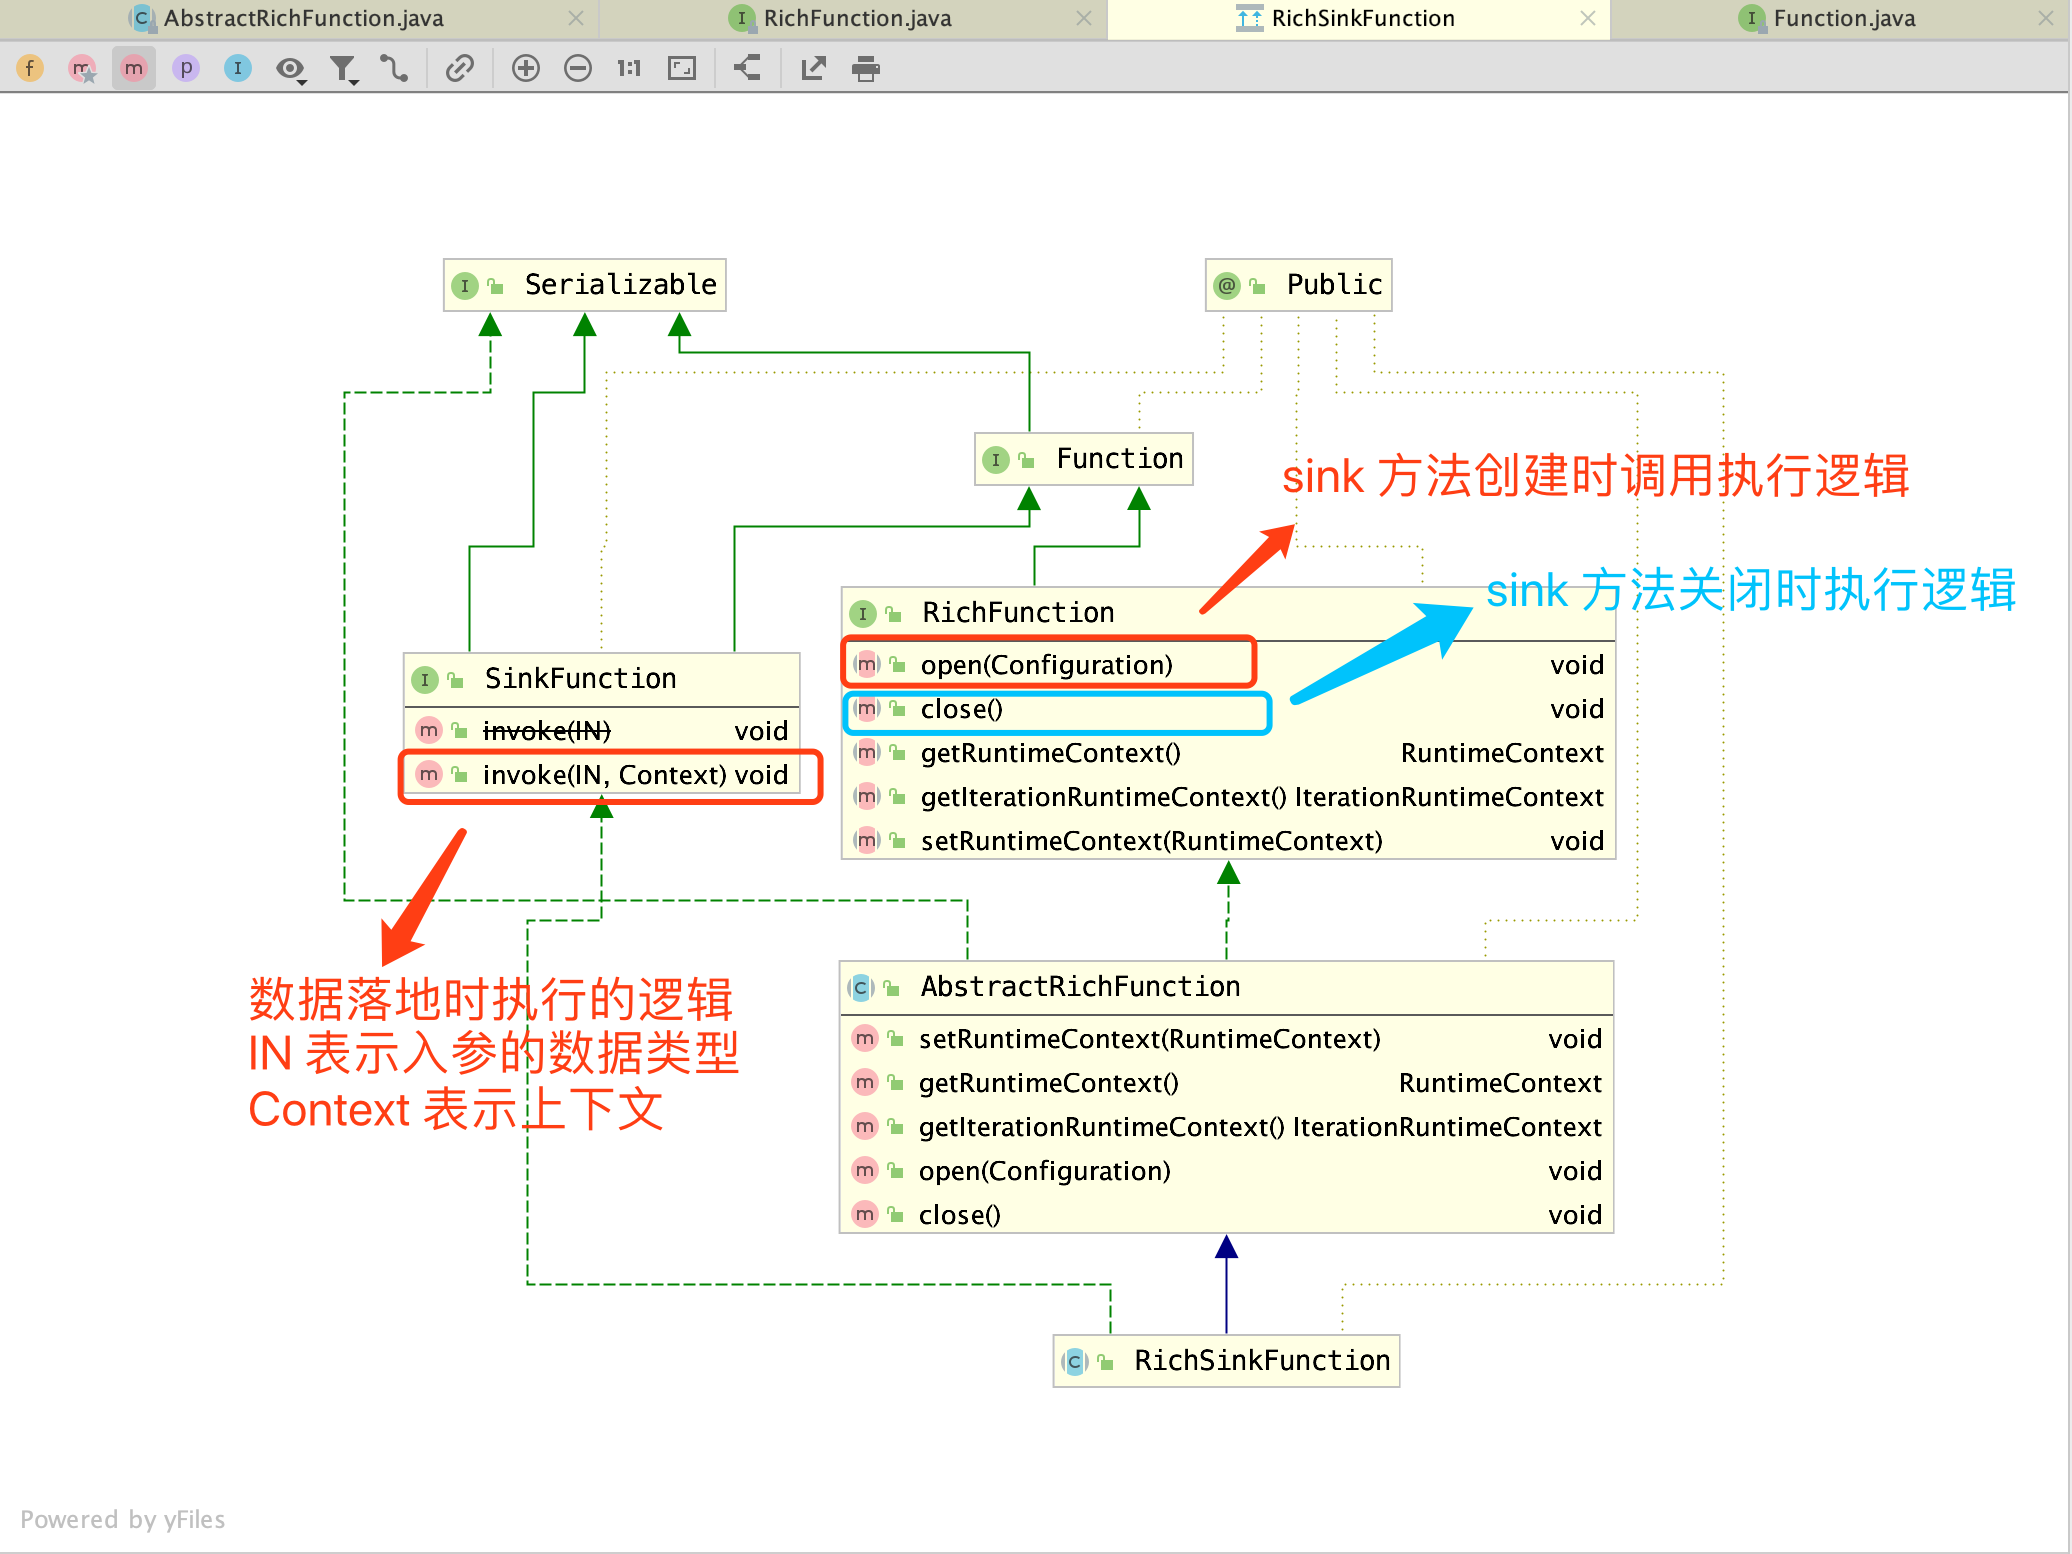 AbstractRichFunction.java
RichFunction.java
RichSinkFunction
Function.java
f m m p I 1:1
I Serializable
@ Public
I Function
sink 方法创建时调用执行逻辑
sink 方法关闭时执行逻辑
I RichFunction
m open(Configuration) void
m close() void
m getRuntimeContext() RuntimeContext
m getIterationRuntimeContext() IterationRuntimeContext
m setRuntimeContext(RuntimeContext) void
I SinkFunction
m invoke(IN) void
m invoke(IN, Context) void
数据落地时执行的逻辑
IN 表示入参的数据类型
Context 表示上下文
C AbstractRichFunction
m setRuntimeContext(RuntimeContext) void
m getRuntimeContext() RuntimeContext
m getIterationRuntimeContext() IterationRuntimeContext
m open(Configuration) void
m close() void
C RichSinkFunction
Powered by yFiles